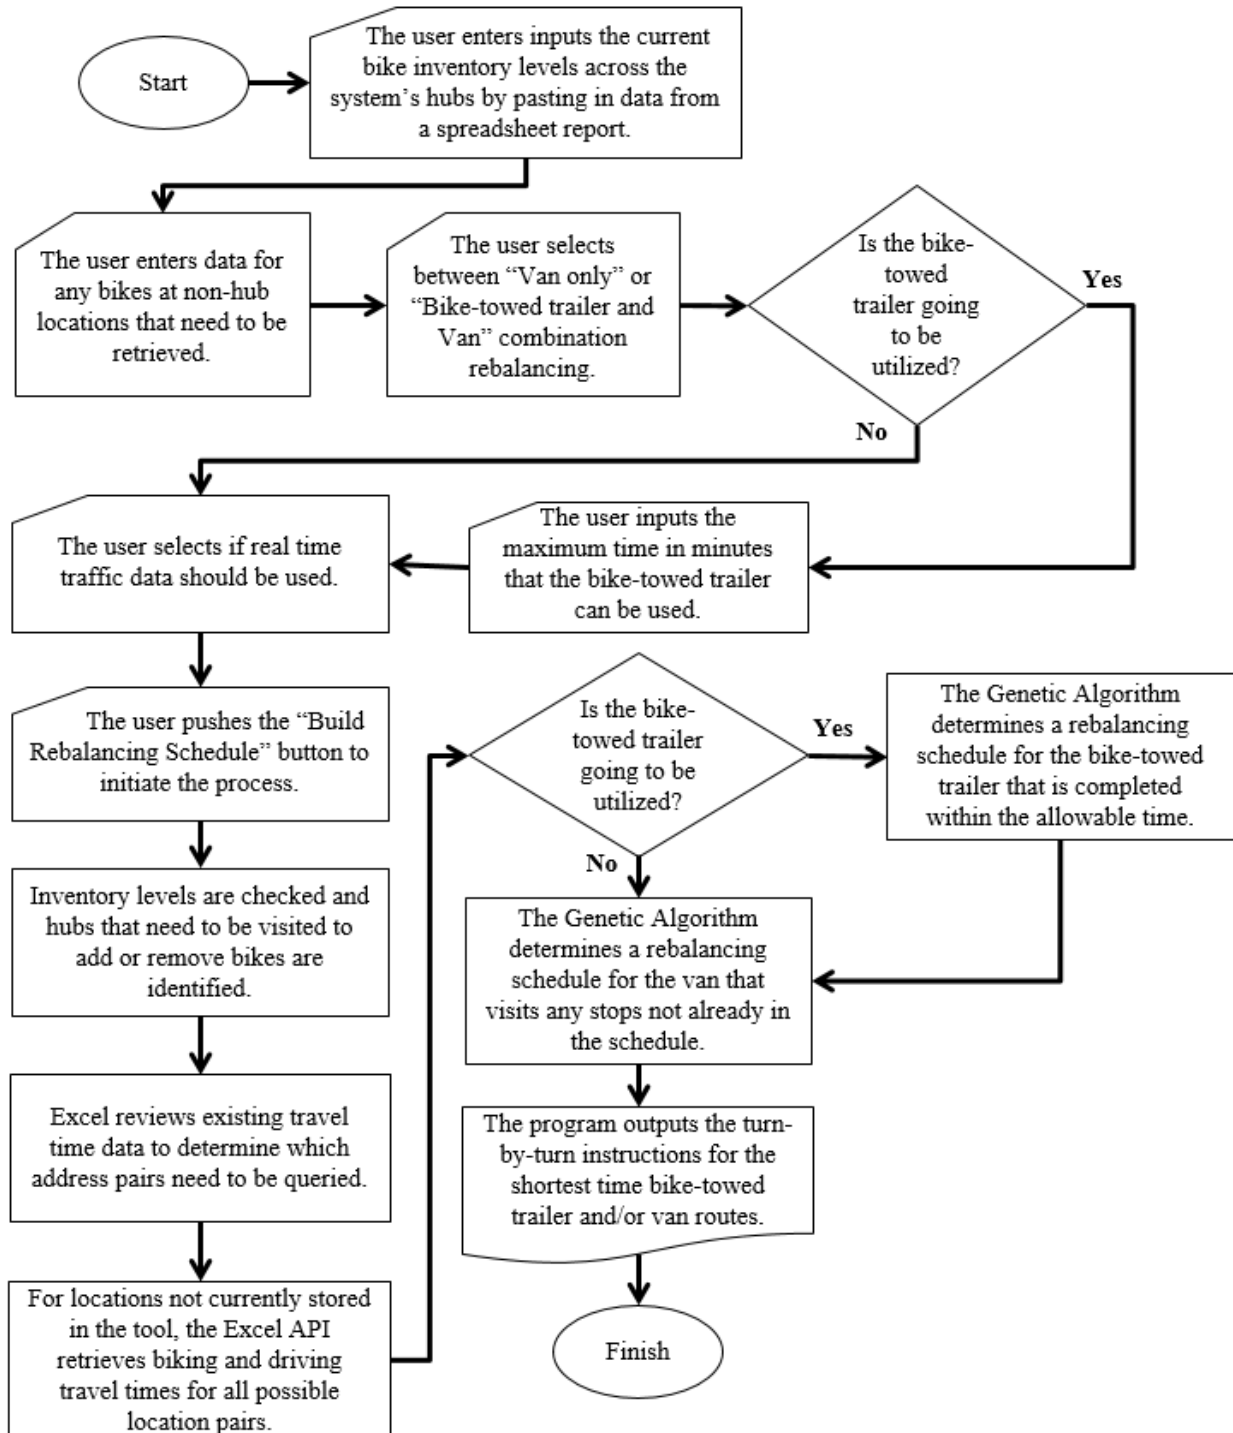 Start
The user enters inputs the current
bike inventory levels across the
system’s hubs by pasting in data from
a spreadsheet report.
The user enters data for
any bikes at non-hub
locations that need to be
retrieved.
The user selects
between “Van only” or
“Bike-towed trailer and
Van” combination
rebalancing.
Is the bike-
towed
trailer going
to be
utilized?
Yes
No
The user selects if real time
traffic data should be used.
The user inputs the
maximum time in minutes
that the bike-towed trailer
can be used.
The user pushes the “Build
Rebalancing Schedule” button to
initiate the process.
Inventory levels are checked and
hubs that need to be visited to
add or remove bikes are
identified.
Excel reviews existing travel
time data to determine which
address pairs need to be queried.
For locations not currently stored
in the tool, the Excel API
retrieves biking and driving
travel times for all possible
location pairs.
Is the bike-
towed trailer
going to be
utilized?
Yes
The Genetic Algorithm
determines a rebalancing
schedule for the bike-towed
trailer that is completed
within the allowable time.
No
The Genetic Algorithm
determines a rebalancing
schedule for the van that
visits any stops not already in
the schedule.
The program outputs the turn-
by-turn instructions for the
shortest time bike-towed
trailer and/or van routes.
Finish